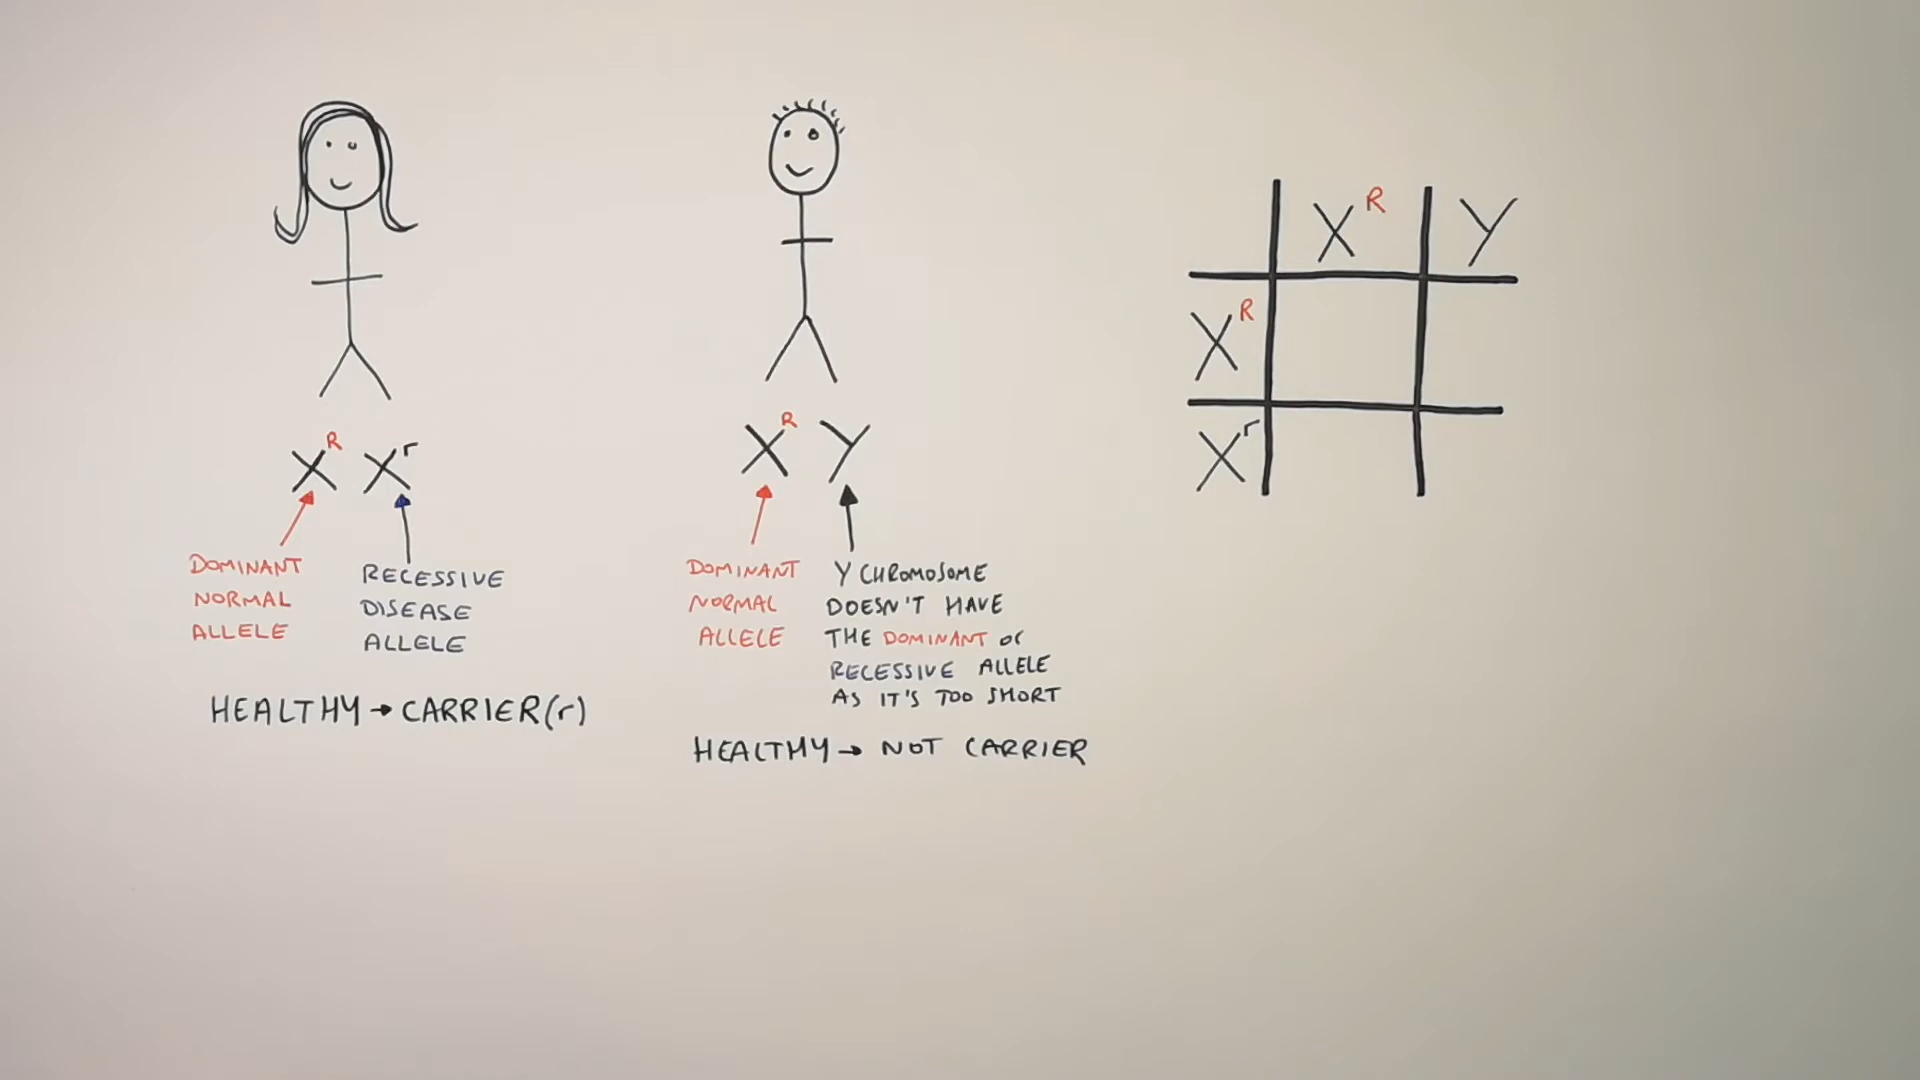 X^R X^r
DOMINANT
NORMAL
ALLELE
RECESSIVE
DISEASE
ALLELE
HEALTHY → CARRIER(r)
X^R Y
DOMINANT
NORMAL
ALLELE
Y CHROMOSOME
DOESN'T HAVE
THE DOMINANT or
RECESSIVE ALLELE
AS IT'S TOO SHORT
HEALTHY → NOT CARRIER
X^R Y
X^R
X^r